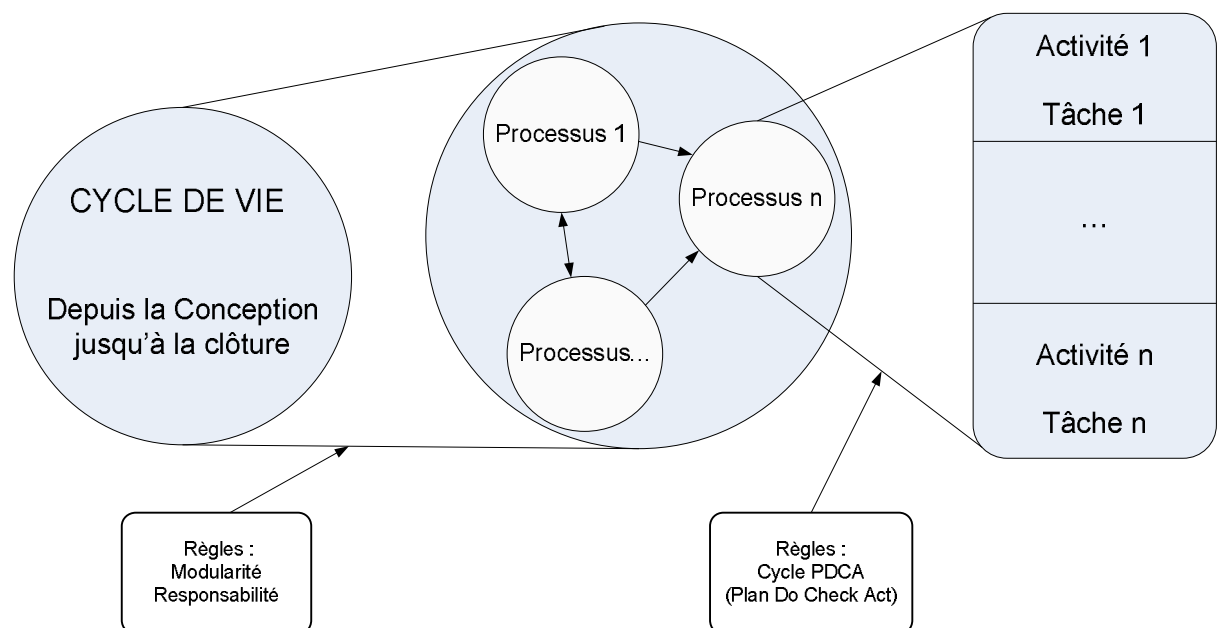 CYCLE DE VIE
Depuis la Conception
jusqu'à la clôture
Processus 1
Processus n
Processus...
Activité 1
Tâche 1
...
Activité n
Tâche n
Règles :
Modularité
Responsabilité
Règles :
Cycle PDCA
(Plan Do Check Act)